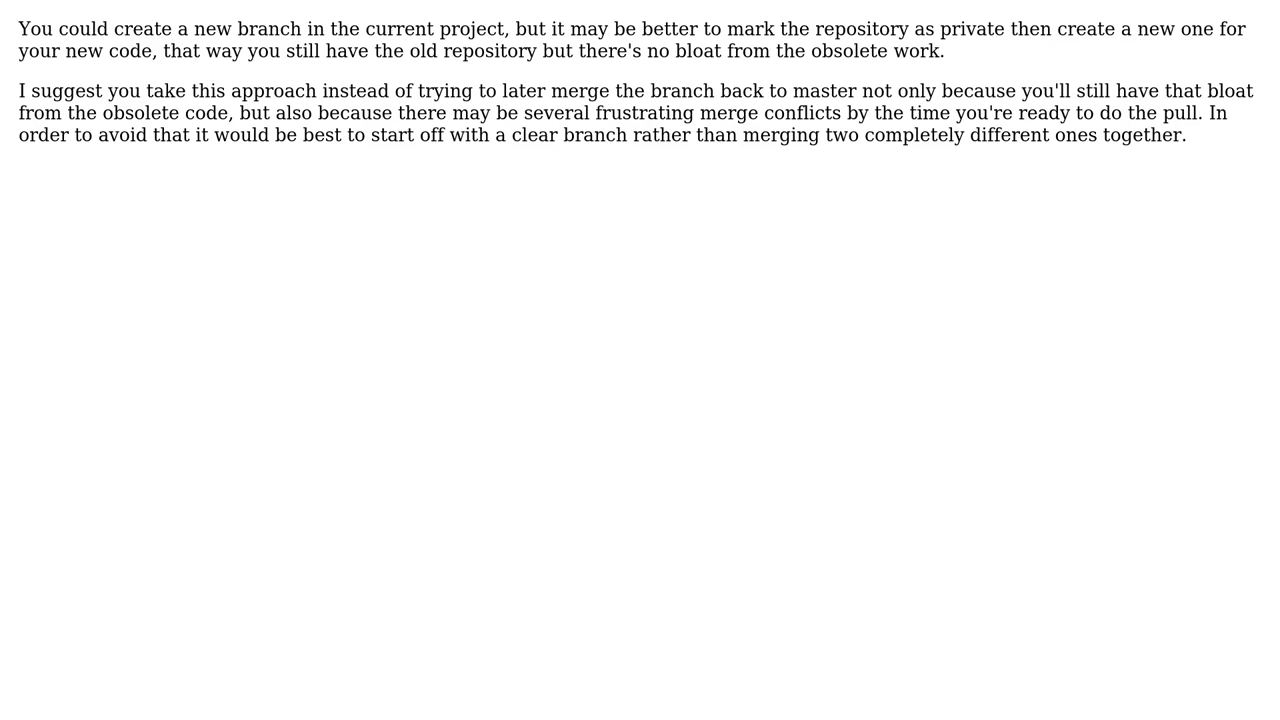 You could create a new branch in the current project, but it may be better to mark the repository as private then create a new one for
your new code, that way you still have the old repository but there's no bloat from the obsolete work.
I suggest you take this approach instead of trying to later merge the branch back to master not only because you'll still have that bloat
from the obsolete code, but also because there may be several frustrating merge conflicts by the time you're ready to do the pull. In
order to avoid that it would be best to start off with a clear branch rather than merging two completely different ones together.